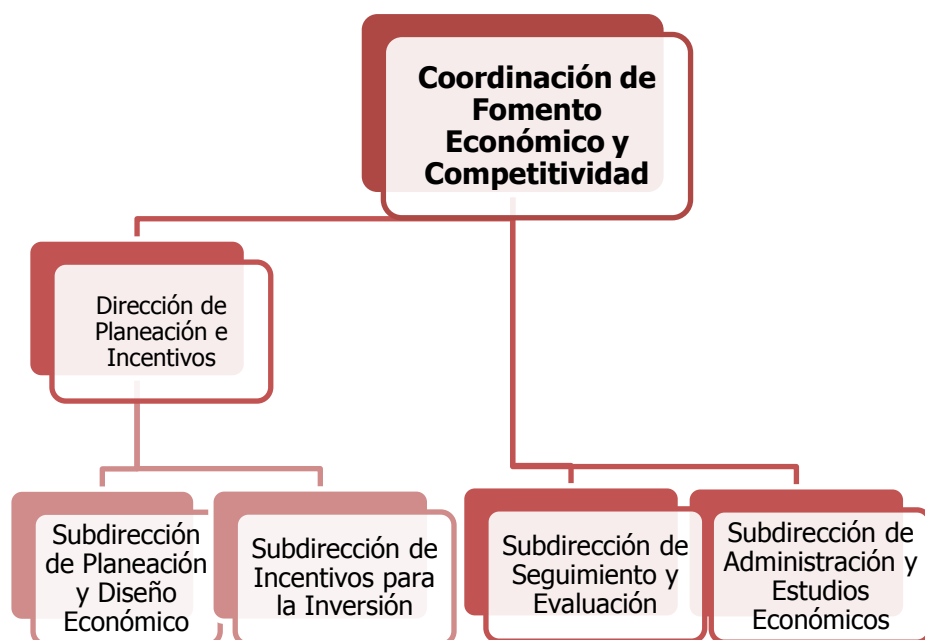 Coordinación de
Fomento
Económico y
Competitividad
Dirección de
Planeación e
Incentivos
Subdirección
de Planeación
y Diseño
Económico
Subdirección de
Incentivos para
la Inversión
Subdirección de
Seguimiento y
Evaluación
Subdirección de
Administración y
Estudios
Económicos